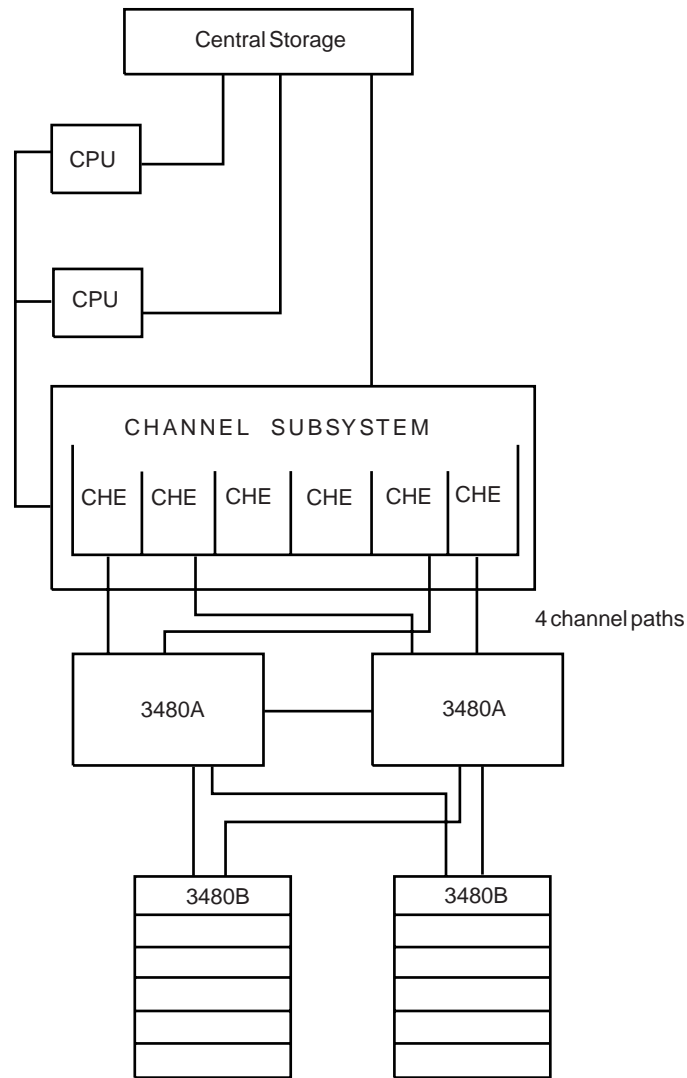 Central Storage
CPU
CPU
CHANNEL SUBSYSTEM
CHE CHE CHE CHE CHE CHE
4 channel paths
3480A 3480A
3480B 3480B